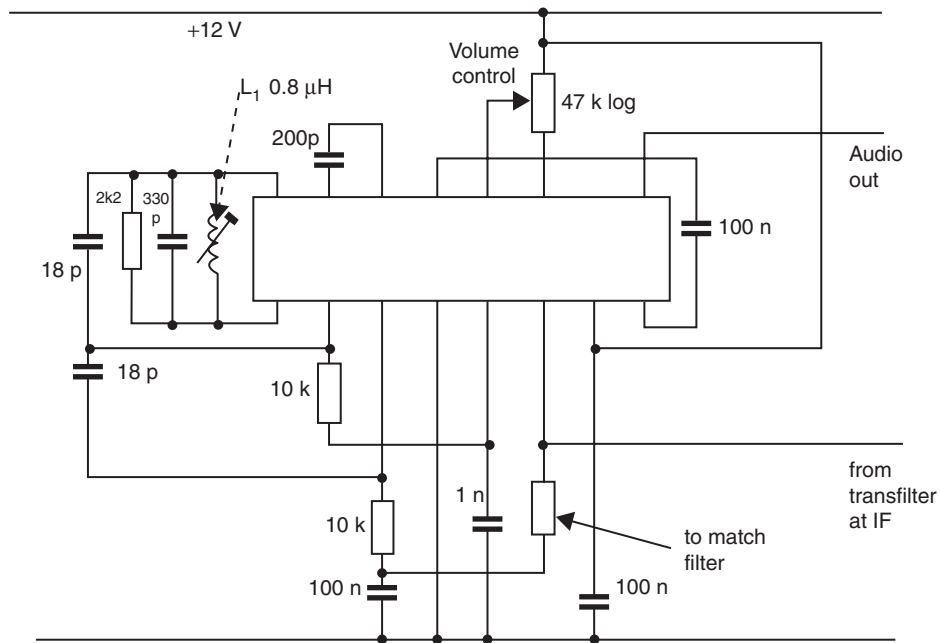 +12 V
Volume
control
L1 0.8 μH
47 k log
200p
Audio
out
2k2
330
p
100 n
18 p
18 p
10 k
from
transfilter
at IF
1 n
10 k
to match
filter
100 n
100 n